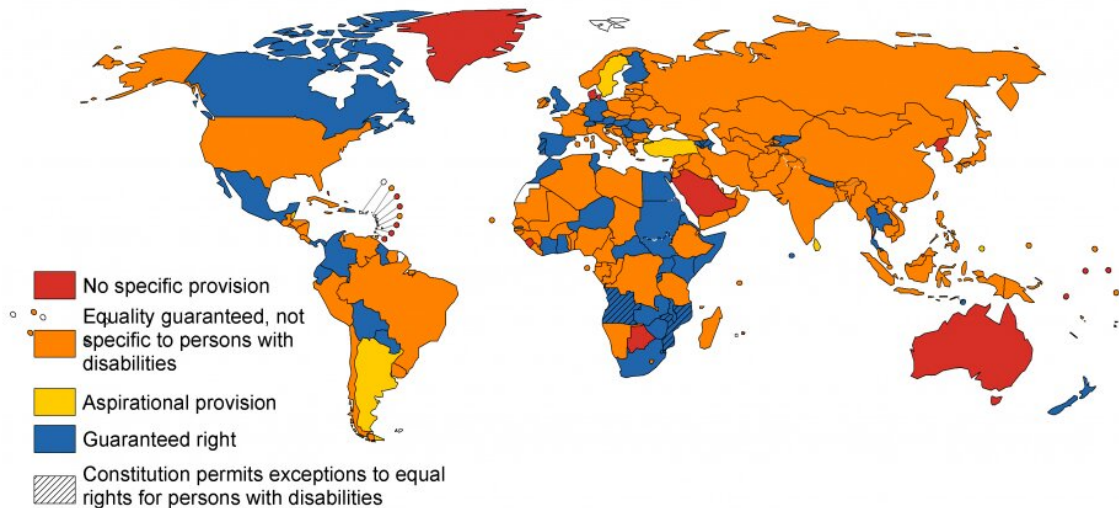 No specific provision
Equality guaranteed, not
specific to persons with
disabilities
Aspirational provision
Guaranteed right
Constitution permits exceptions to equal
rights for persons with disabilities